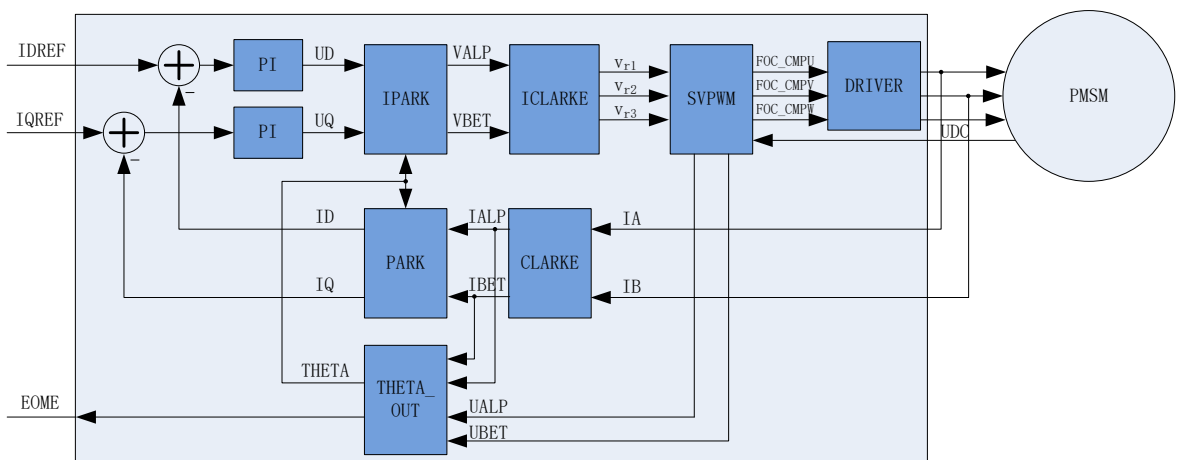 IDREF
PI
UD
IPARK
VALP
ICLARKE
Vr1
Vr2
Vr3
SVPWM
FOC_CMPU
FOC_CMPV
FOC_CMPW
DRIVER
PMSM
IQREF
PI
UQ
VBET
UDC
ID
IALP
IA
PARK
CLARKE
IQ
IBET
IB
THETA
THETA_
OUT
EOME
UALP
UBET